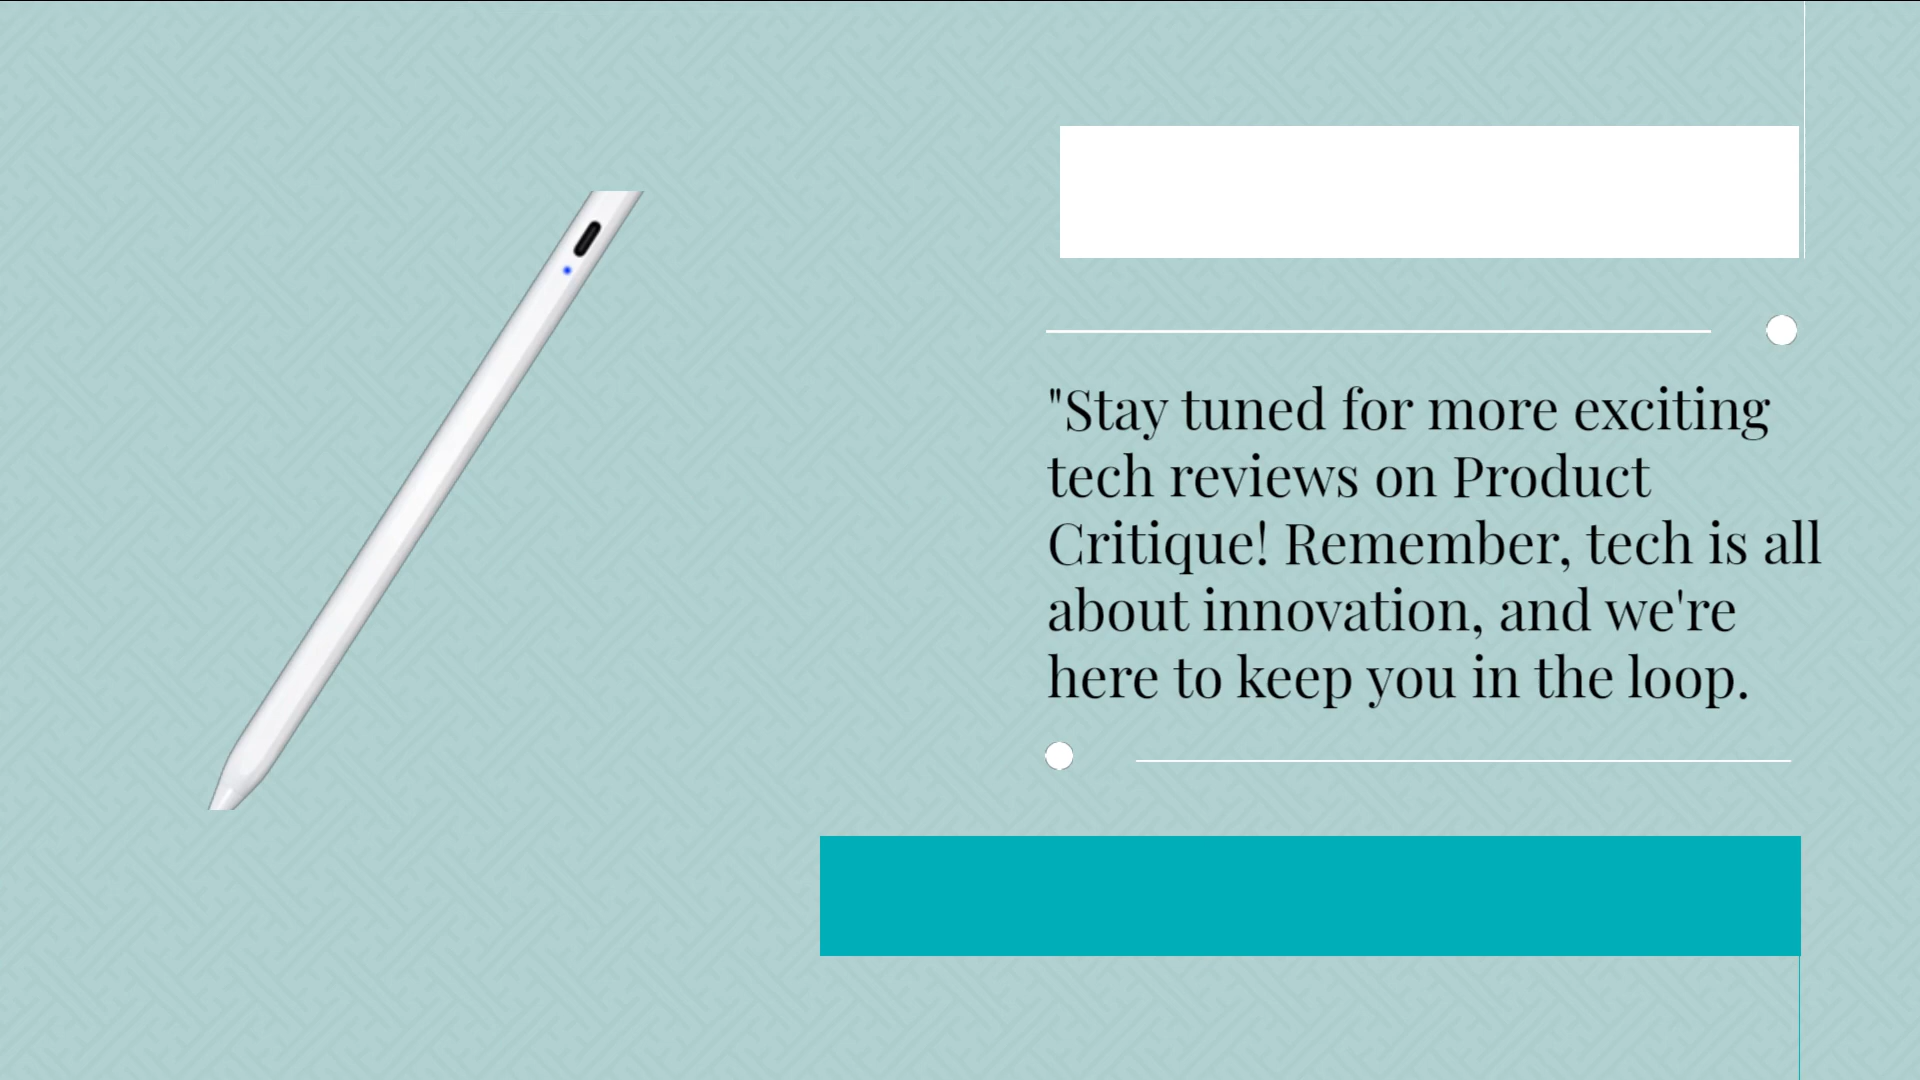 "Stay tuned for more exciting
tech reviews on Product
Critique! Remember, tech is all
about innovation, and we're
here to keep you in the loop.